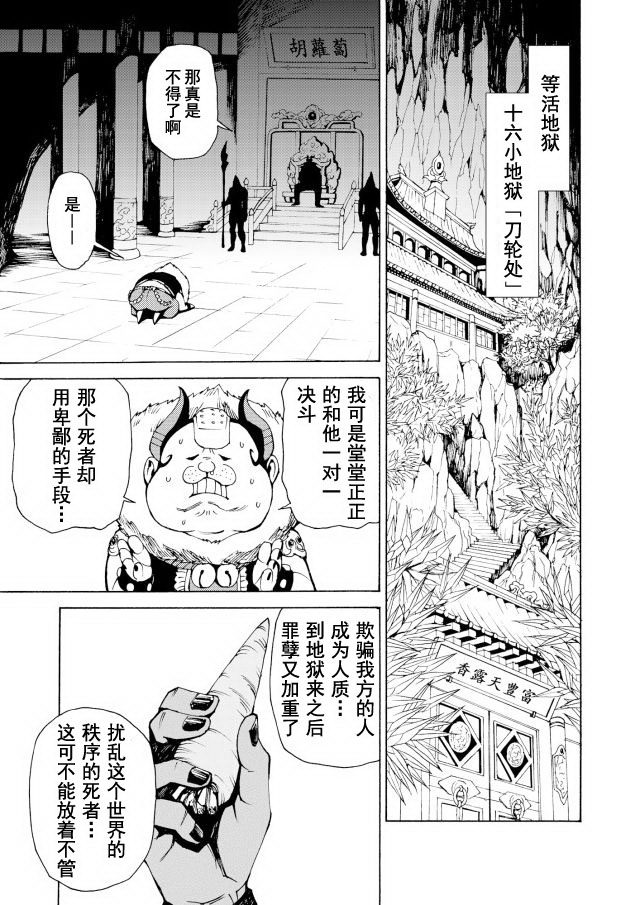 等活地狱
十六小地狱「刀轮处」
香露天豐富
胡蘿蔔
那真是
不得了啊
是——
我可是堂堂正正
的和他一对一
决斗
那个死者却
用卑鄙的手段…
欺骗我方的人
成为人质…
到地狱来之后
罪孽又加重了
扰乱这个世界的
秩序的死者…
这可不能放着不管